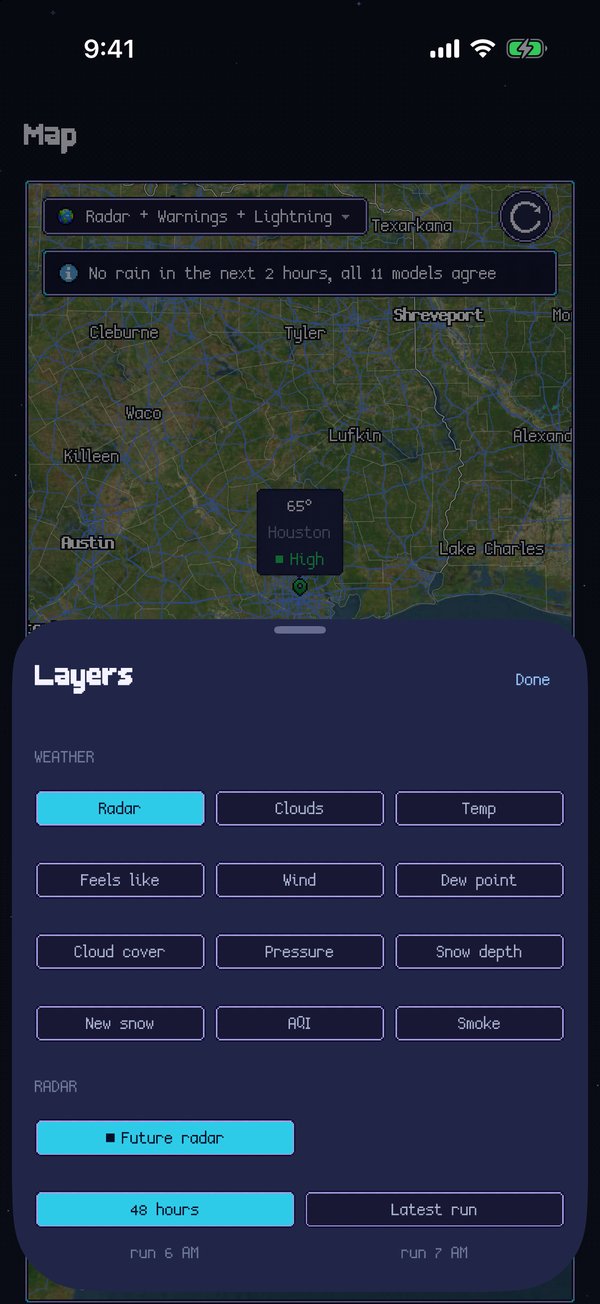 9:41
Map
Radar + Warnings + Lightning
Texarkana
No rain in the next 2 hours, all 11 models agree
Shreveport
Mo
Cleburne
Tyler
Waco
Lufkin
Alexand
Killeen
65°
Houston
High
Austin
Lake Charles
Layers
Done
WEATHER
Radar
Clouds
Temp
Feels like
Wind
Dew point
Cloud cover
Pressure
Snow depth
New snow
AQI
Smoke
RADAR
Future radar
48 hours
Latest run
run 6 AM
run 7 AM